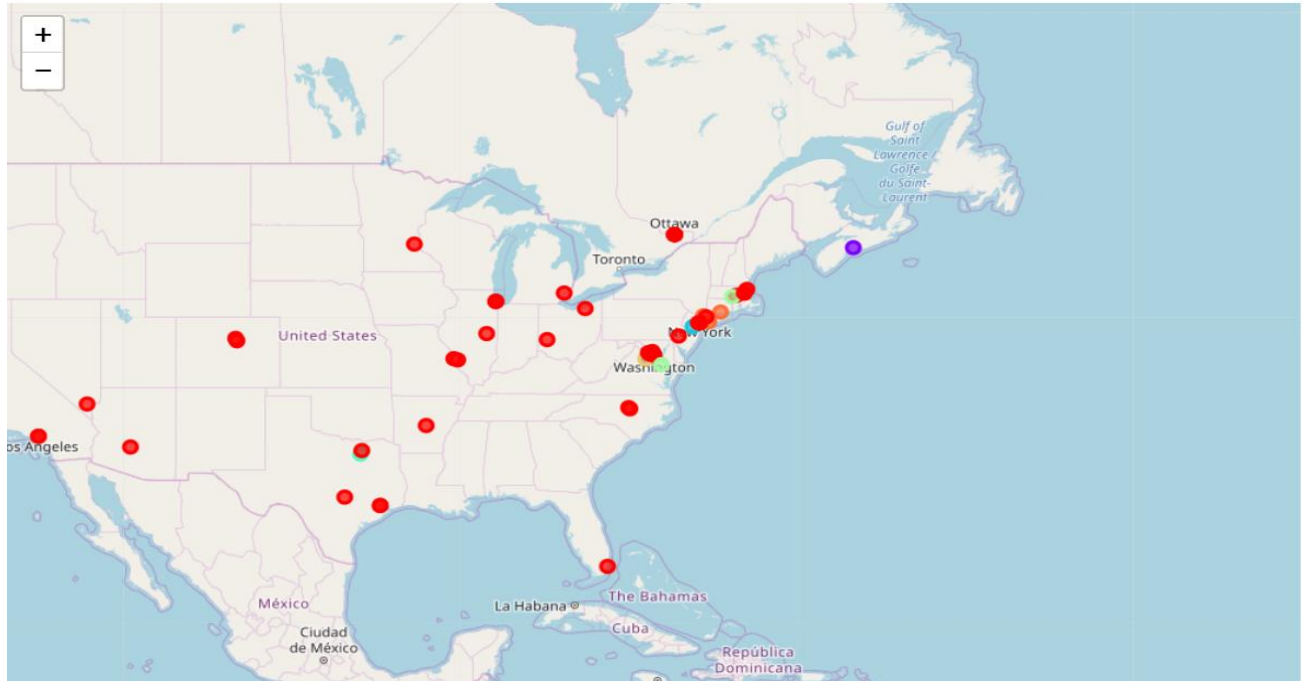 +
−
Gulf of
Saint
Lawrence /
Golfe
du Saint-
Laurent
Ottawa
Toronto
United States
New York
Washington
os Angeles
The Bahamas
La Habana
México
Cuba
Ciudad
de México
República
Dominicana